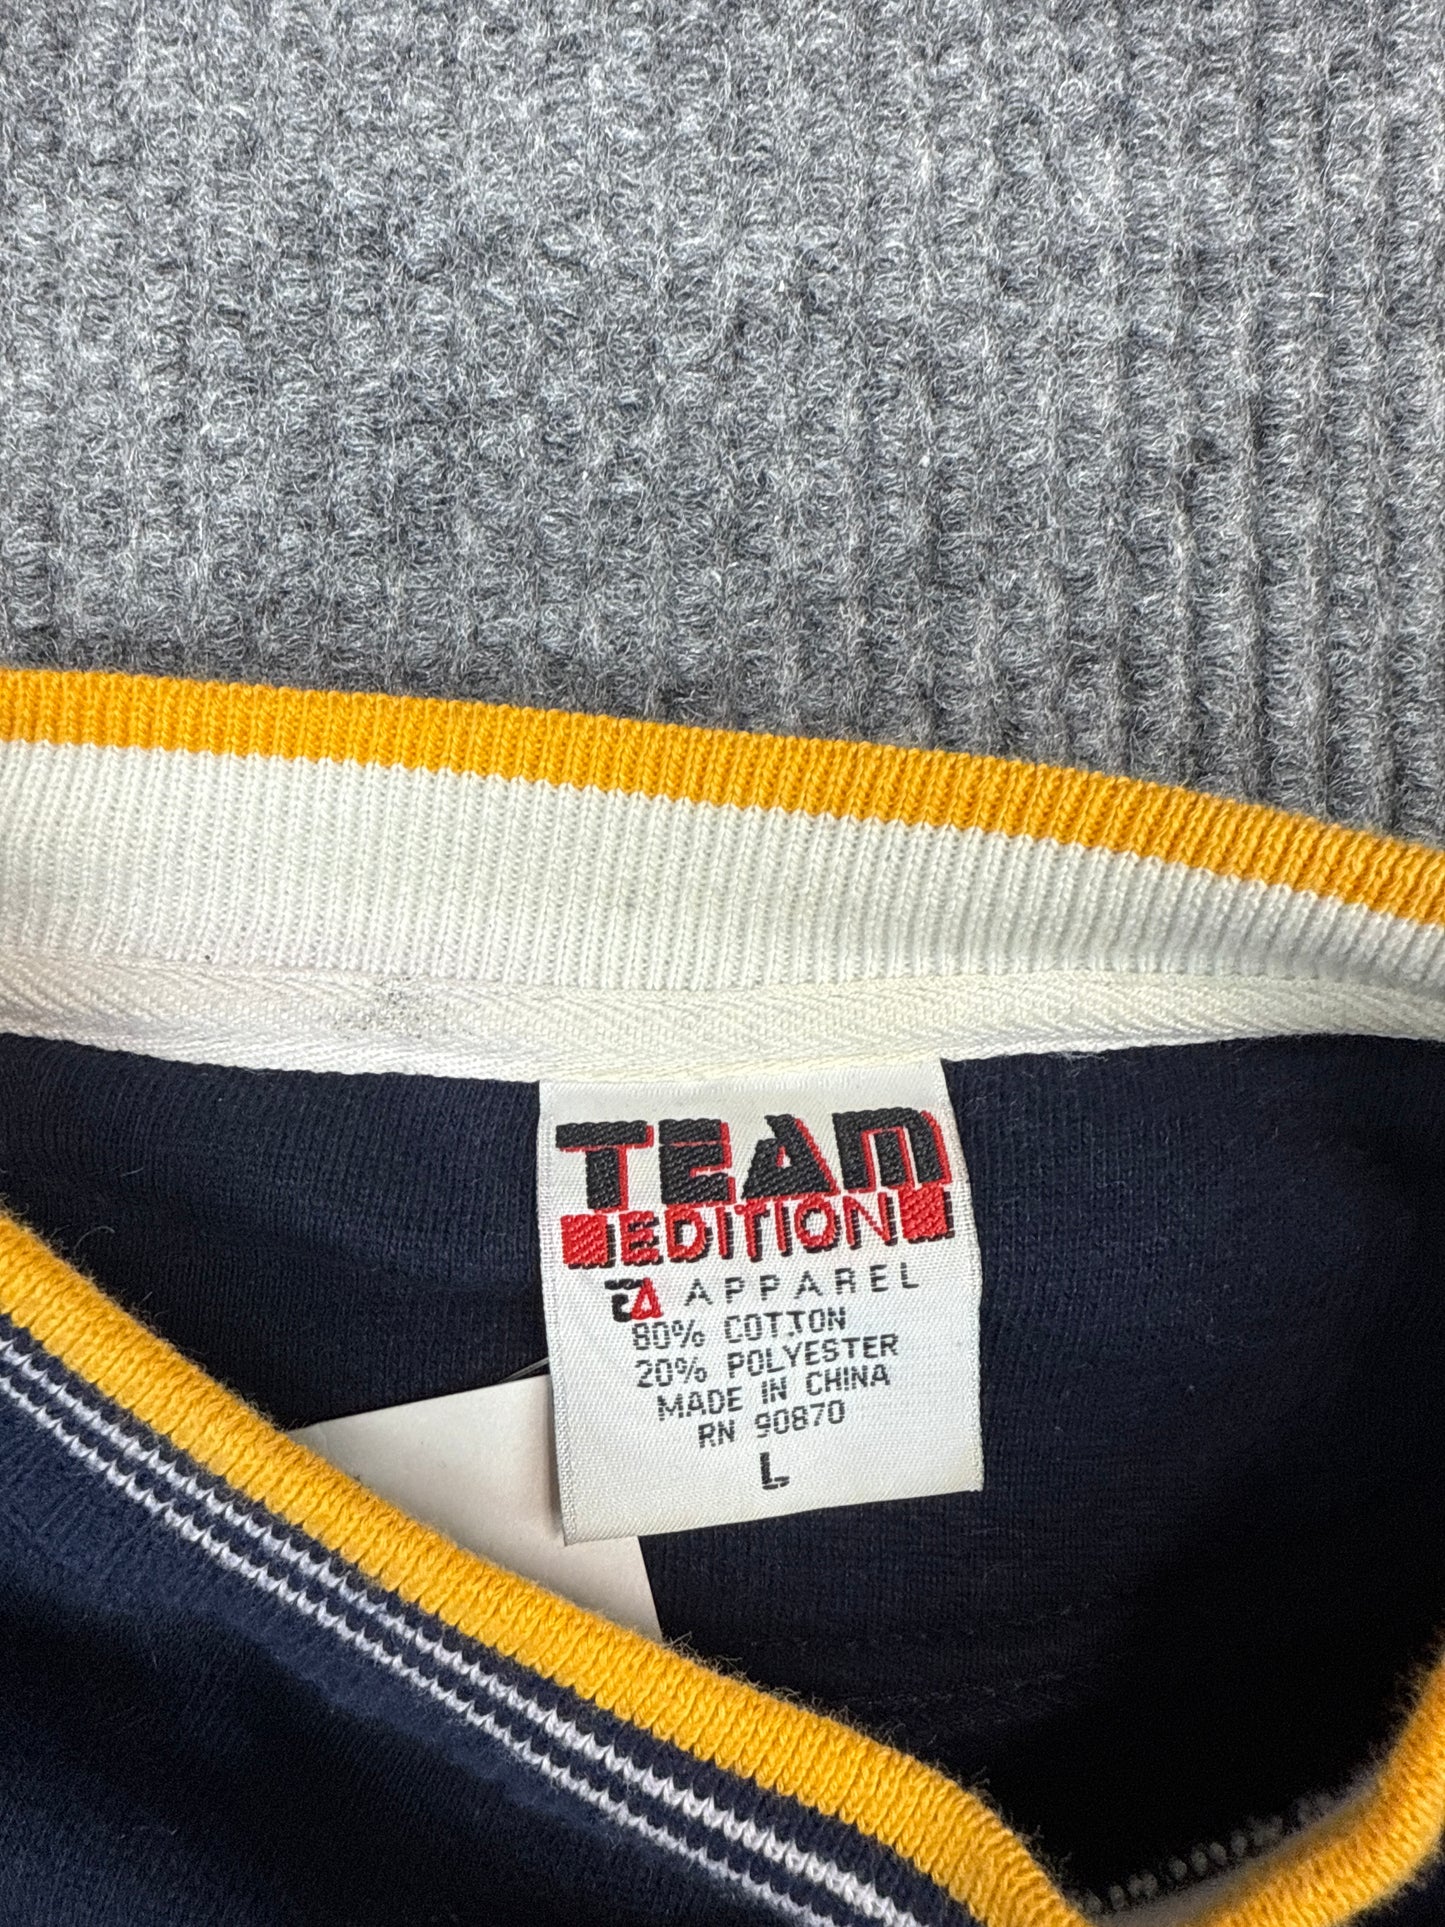 TEAM
EDITION
APPAREL
80% COTTON
20% POLYESTER
MADE IN CHINA
RN 90870
L